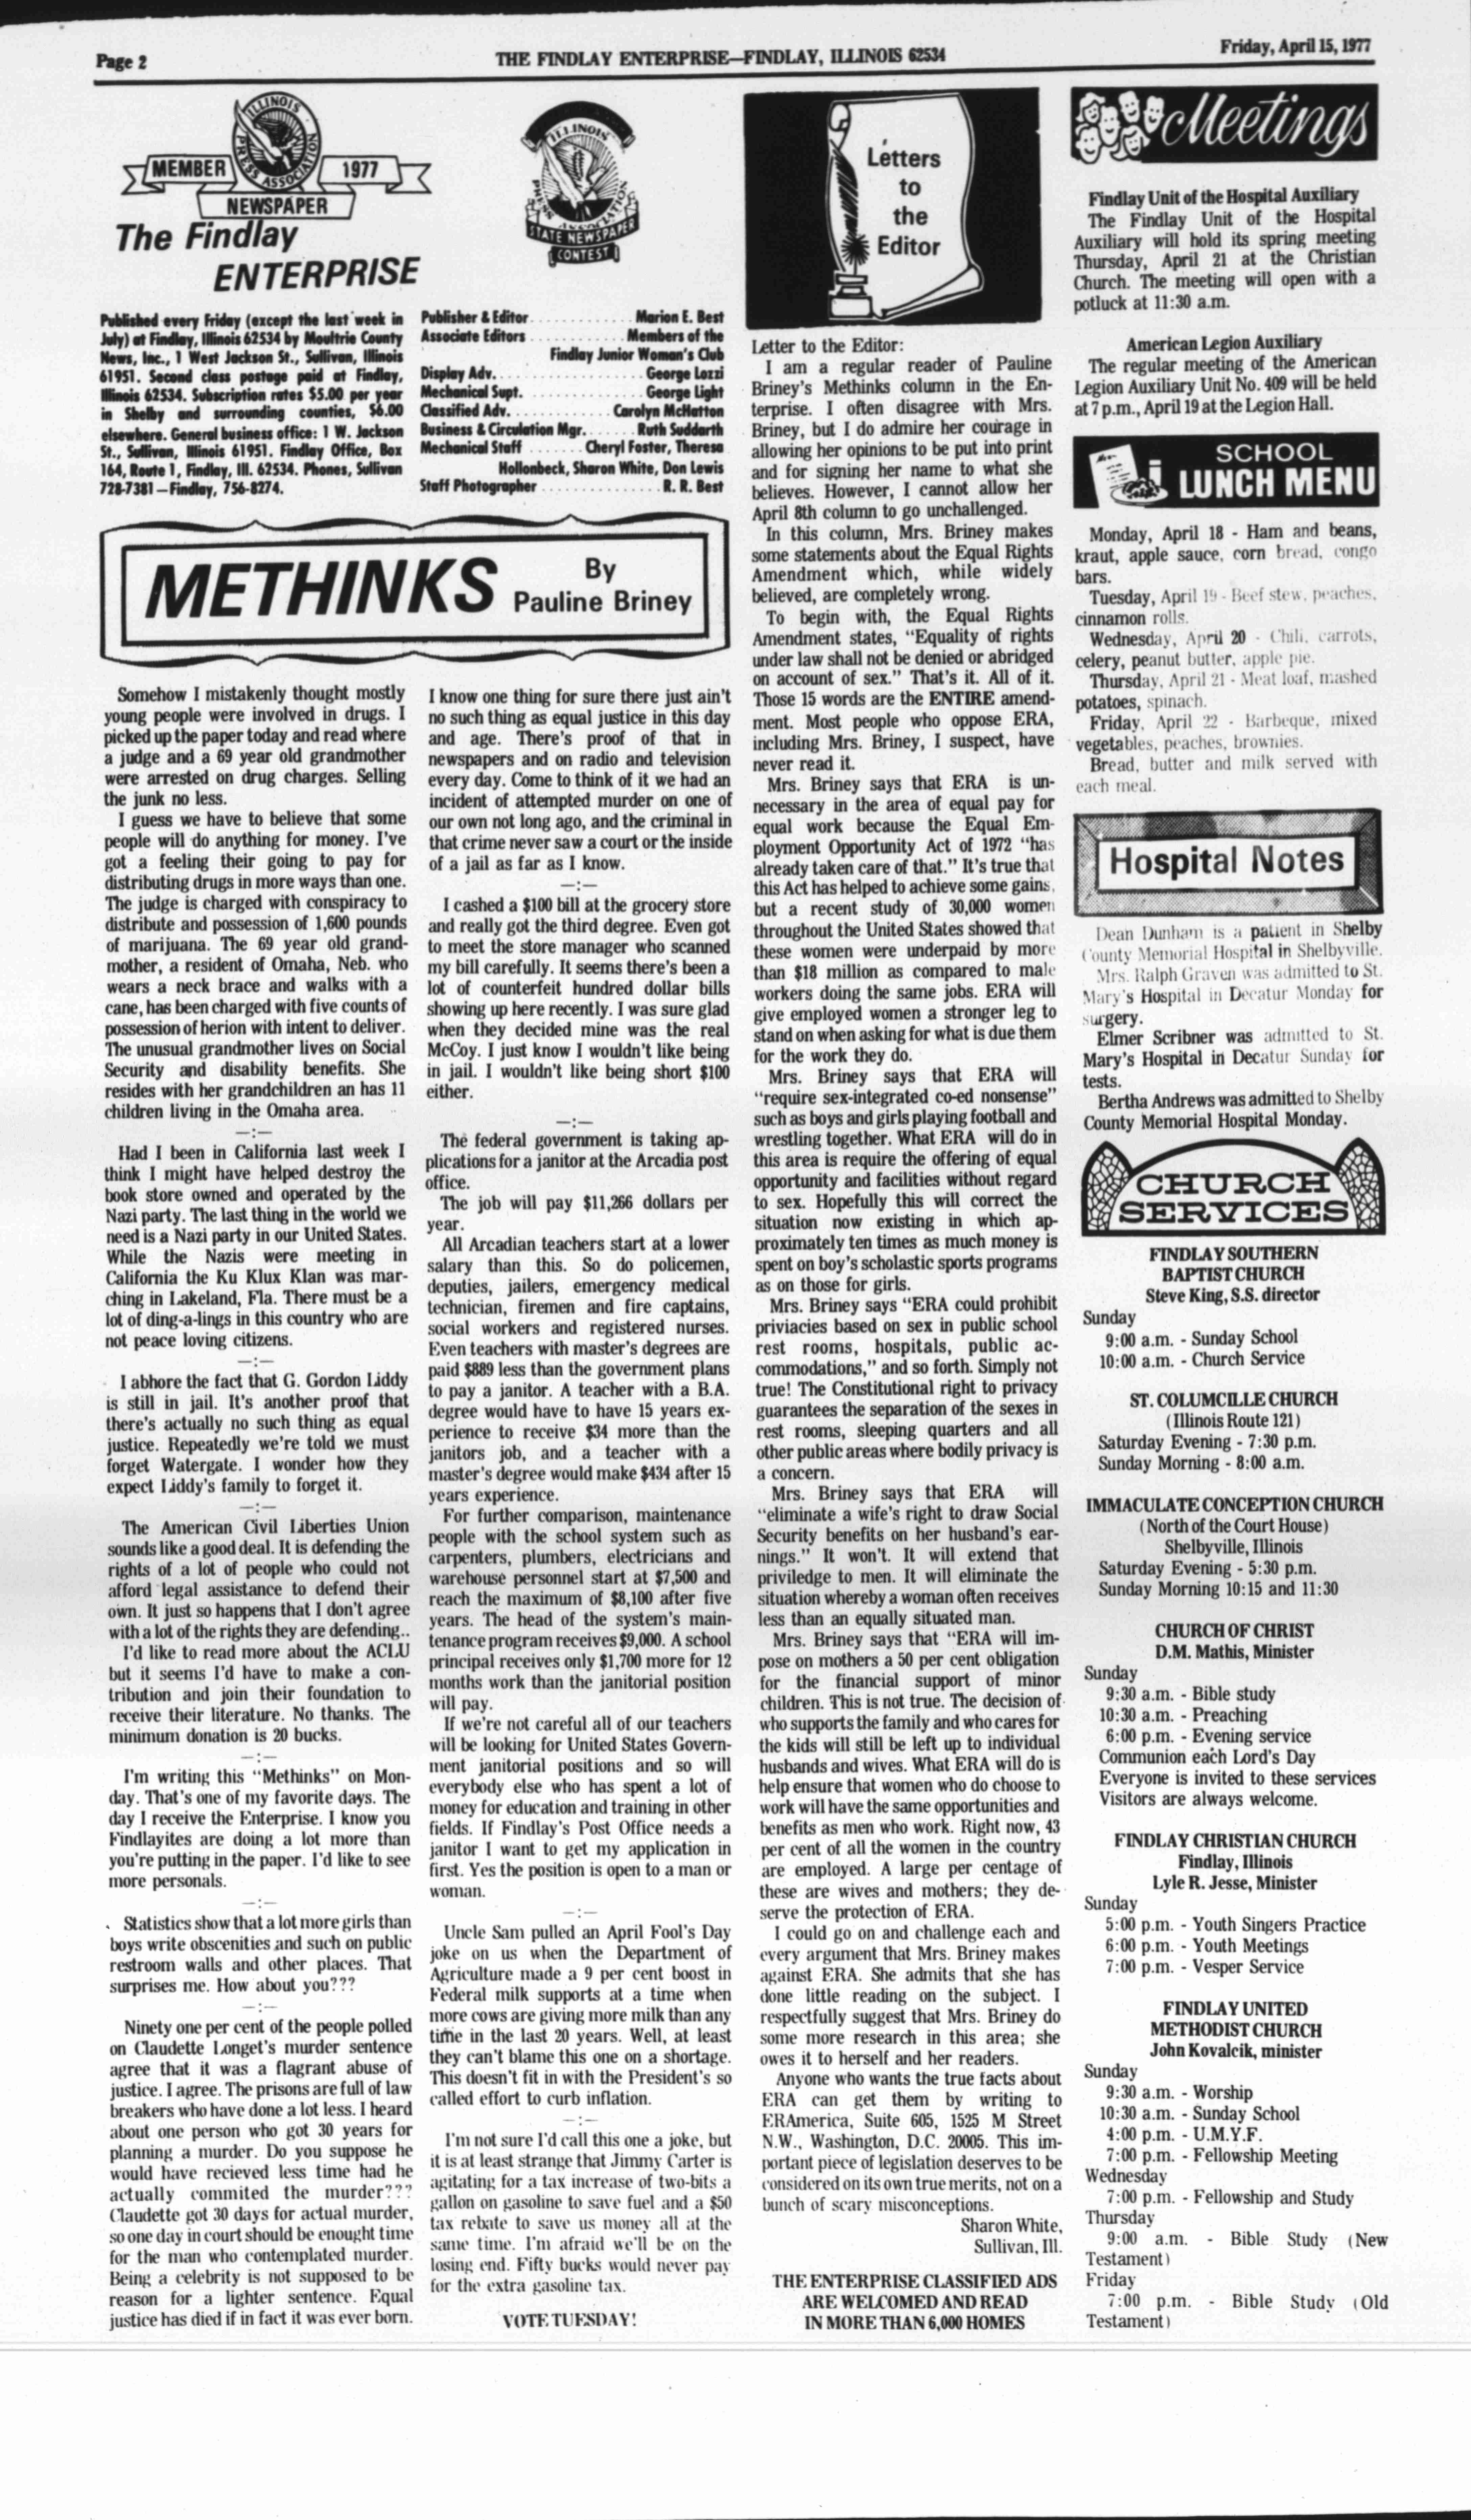 Page 2
THE FINDLAY ENTERPRISE—FINDLAY, ILLINOIS 62534
Friday, April 15, 1977
ILLINOIS
PRESS ASSOCIATION
MEMBER
1977
NEWSPAPER
The Findlay
ENTERPRISE
ILLINOIS
PRESS ASSOCIATION
STATE NEWSPAPER
CONTEST
Published every Friday (except the last week in
July) at Findlay, Illinois 62534 by Moultrie County
News, Inc., 1 West Jackson St., Sullivan, Illinois
61951. Second class postage paid at Findlay,
Illinois 62534. Subscription rates $5.00 per year
in Shelby and surrounding counties, $6.00
elsewhere. General business office: 1 W. Jackson
St., Sullivan, Illinois 61951. Findlay Office, Box
164, Route 1, Findlay, Ill. 62534. Phones, Sullivan
728-7381—Findlay, 756-8274.
Publisher & Editor . . . . . . . . . . . Marion E. Best
Associate Editors . . . . . . . . . . Members of the
Findlay Junior Woman's Club
Display Adv. . . . . . . . . . . . . . . . . George Lozzi
Mechanical Supt. . . . . . . . . . . . . George Light
Classified Adv. . . . . . . . . . . . Carolyn McHatton
Business & Circulation Mgr. . . . . . . Ruth Suddarth
Mechanical Staff . . . . . . . Cheryl Foster, Theresa
Hollonbeck, Sharon White, Don Lewis
Staff Photographer . . . . . . . . . . . . . . R. R. Best
METHINKS
By
Pauline Briney
Somehow I mistakenly thought mostly
young people were involved in drugs. I
picked up the paper today and read where
a judge and a 69 year old grandmother
were arrested on drug charges. Selling
the junk no less.
I guess we have to believe that some
people will do anything for money. I've
got a feeling their going to pay for
distributing drugs in more ways than one.
The judge is charged with conspiracy to
distribute and possession of 1,600 pounds
of marijuana. The 69 year old grand-
mother, a resident of Omaha, Neb. who
wears a neck brace and walks with a
cane, has been charged with five counts of
possession of herion with intent to deliver.
The unusual grandmother lives on Social
Security and disability benefits. She
resides with her grandchildren an has 11
children living in the Omaha area.
—:—
Had I been in California last week I
think I might have helped destroy the
book store owned and operated by the
Nazi party. The last thing in the world we
need is a Nazi party in our United States.
While the Nazis were meeting in
California the Ku Klux Klan was mar-
ching in Lakeland, Fla. There must be a
lot of ding-a-lings in this country who are
not peace loving citizens.
—:—
I abhore the fact that G. Gordon Liddy
is still in jail. It's another proof that
there's actually no such thing as equal
justice. Repeatedly we're told we must
forget Watergate. I wonder how they
expect Liddy's family to forget it.
—:—
The American Civil Liberties Union
sounds like a good deal. It is defending the
rights of a lot of people who could not
afford legal assistance to defend their
own. It just so happens that I don't agree
with a lot of the rights they are defending..
I'd like to read more about the ACLU
but it seems I'd have to make a con-
tribution and join their foundation to
receive their literature. No thanks. The
minimum donation is 20 bucks.
—:—
I'm writing this "Methinks" on Mon-
day. That's one of my favorite days. The
day I receive the Enterprise. I know you
Findlayites are doing a lot more than
you're putting in the paper. I'd like to see
more personals.
—:—
Statistics show that a lot more girls than
boys write obscenities and such on public
restroom walls and other places. That
surprises me. How about you???
—:—
Ninety one per cent of the people polled
on Claudette Longet's murder sentence
agree that it was a flagrant abuse of
justice. I agree. The prisons are full of law
breakers who have done a lot less. I heard
about one person who got 30 years for
planning a murder. Do you suppose he
would have recieved less time had he
actually commited the murder???
Claudette got 30 days for actual murder,
so one day in court should be enought time
for the man who contemplated murder.
Being a celebrity is not supposed to be
reason for a lighter sentence. Equal
justice has died if in fact it was ever born.
I know one thing for sure there just ain't
no such thing as equal justice in this day
and age. There's proof of that in
newspapers and on radio and television
every day. Come to think of it we had an
incident of attempted murder on one of
our own not long ago, and the criminal in
that crime never saw a court or the inside
of a jail as far as I know.
—:—
I cashed a $100 bill at the grocery store
and really got the third degree. Even got
to meet the store manager who scanned
my bill carefully. It seems there's been a
lot of counterfeit hundred dollar bills
showing up here recently. I was sure glad
when they decided mine was the real
McCoy. I just know I wouldn't like being
in jail. I wouldn't like being short $100
either.
—:—
The federal government is taking ap-
plications for a janitor at the Arcadia post
office.
The job will pay $11,266 dollars per
year.
All Arcadian teachers start at a lower
salary than this. So do policemen,
deputies, jailers, emergency medical
technician, firemen and fire captains,
social workers and registered nurses.
Even teachers with master's degrees are
paid $889 less than the government plans
to pay a janitor. A teacher with a B.A.
degree would have to have 15 years ex-
perience to receive $34 more than the
janitors job, and a teacher with a
master's degree would make $434 after 15
years experience.
For further comparison, maintenance
people with the school system such as
carpenters, plumbers, electricians and
warehouse personnel start at $7,500 and
reach the maximum of $8,100 after five
years. The head of the system's main-
tenance program receives $9,000. A school
principal receives only $1,700 more for 12
months work than the janitorial position
will pay.
If we're not careful all of our teachers
will be looking for United States Govern-
ment janitorial positions and so will
everybody else who has spent a lot of
money for education and training in other
fields. If Findlay's Post Office needs a
janitor I want to get my application in
first. Yes the position is open to a man or
woman.
—:—
Uncle Sam pulled an April Fool's Day
joke on us when the Department of
Agriculture made a 9 per cent boost in
Federal milk supports at a time when
more cows are giving more milk than any
time in the last 20 years. Well, at least
they can't blame this one on a shortage.
This doesn't fit in with the President's so
called effort to curb inflation.
—:—
I'm not sure I'd call this one a joke, but
it is at least strange that Jimmy Carter is
agitating for a tax increase of two-bits a
gallon on gasoline to save fuel and a $50
tax rebate to save us money all at the
same time. I'm afraid we'll be on the
losing end. Fifty bucks would never pay
for the extra gasoline tax.
VOTE TUESDAY!
Letters
to
the
Editor
Letter to the Editor:
I am a regular reader of Pauline
Briney's Methinks column in the En-
terprise. I often disagree with Mrs.
Briney, but I do admire her courage in
allowing her opinions to be put into print
and for signing her name to what she
believes. However, I cannot allow her
April 8th column to go unchallenged.
In this column, Mrs. Briney makes
some statements about the Equal Rights
Amendment which, while widely
believed, are completely wrong.
To begin with, the Equal Rights
Amendment states, "Equality of rights
under law shall not be denied or abridged
on account of sex." That's it. All of it.
Those 15 words are the ENTIRE amend-
ment. Most people who oppose ERA,
including Mrs. Briney, I suspect, have
never read it.
Mrs. Briney says that ERA is un-
necessary in the area of equal pay for
equal work because the Equal Em-
ployment Opportunity Act of 1972 "has
already taken care of that." It's true that
this Act has helped to achieve some gains,
but a recent study of 30,000 women
throughout the United States showed that
these women were underpaid by more
than $18 million as compared to male
workers doing the same jobs. ERA will
give employed women a stronger leg to
stand on when asking for what is due them
for the work they do.
Mrs. Briney says that ERA will
"require sex-integrated co-ed nonsense"
such as boys and girls playing football and
wrestling together. What ERA will do in
this area is require the offering of equal
opportunity and facilities without regard
to sex. Hopefully this will correct the
situation now existing in which ap-
proximately ten times as much money is
spent on boy's scholastic sports programs
as on those for girls.
Mrs. Briney says "ERA could prohibit
priviacies based on sex in public school
rest rooms, hospitals, public ac-
commodations," and so forth. Simply not
true! The Constitutional right to privacy
guarantees the separation of the sexes in
rest rooms, sleeping quarters and all
other public areas where bodily privacy is
a concern.
Mrs. Briney says that ERA will
"eliminate a wife's right to draw Social
Security benefits on her husband's ear-
nings." It won't. It will extend that
priviledge to men. It will eliminate the
situation whereby a woman often receives
less than an equally situated man.
Mrs. Briney says that "ERA will im-
pose on mothers a 50 per cent obligation
for the financial support of minor
children. This is not true. The decision of
who supports the family and who cares for
the kids will still be left up to individual
husbands and wives. What ERA will do is
help ensure that women who do choose to
work will have the same opportunities and
benefits as men who work. Right now, 43
per cent of all the women in the country
are employed. A large per centage of
these are wives and mothers; they de-
serve the protection of ERA.
I could go on and challenge each and
every argument that Mrs. Briney makes
against ERA. She admits that she has
done little reading on the subject. I
respectfully suggest that Mrs. Briney do
some more research in this area; she
owes it to herself and her readers.
Anyone who wants the true facts about
ERA can get them by writing to
ERAmerica, Suite 605, 1525 M Street
N.W., Washington, D.C. 20005. This im-
portant piece of legislation deserves to be
considered on its own true merits, not on a
bunch of scary misconceptions.
Sharon White,
Sullivan, Ill.
THE ENTERPRISE CLASSIFIED ADS
ARE WELCOMED AND READ
IN MORE THAN 6,000 HOMES
Meetings
Findlay Unit of the Hospital Auxiliary
The Findlay Unit of the Hospital
Auxiliary will hold its spring meeting
Thursday, April 21 at the Christian
Church. The meeting will open with a
potluck at 11:30 a.m.
American Legion Auxiliary
The regular meeting of the American
Legion Auxiliary Unit No. 409 will be held
at 7 p.m., April 19 at the Legion Hall.
SCHOOL
LUNCH MENU
Monday, April 18 - Ham and beans,
kraut, apple sauce, corn bread, congo
bars.
Tuesday, April 19 - Beef stew, peaches,
cinnamon rolls.
Wednesday, April 20 - Chili, carrots,
celery, peanut butter, apple pie.
Thursday, April 21 - Meat loaf, mashed
potatoes, spinach.
Friday, April 22 - Barbeque, mixed
vegetables, peaches, brownies.
Bread, butter and milk served with
each meal.
Hospital Notes
Dean Dunham is a patient in Shelby
County Memorial Hospital in Shelbyville.
Mrs. Ralph Graven was admitted to St.
Mary's Hospital in Decatur Monday for
surgery.
Elmer Scribner was admitted to St.
Mary's Hospital in Decatur Sunday for
tests.
Bertha Andrews was admitted to Shelby
County Memorial Hospital Monday.
CHURCH
SERVICES
FINDLAY SOUTHERN
BAPTIST CHURCH
Steve King, S.S. director
Sunday
9:00 a.m. - Sunday School
10:00 a.m. - Church Service
ST. COLUMCILLE CHURCH
(Illinois Route 121)
Saturday Evening - 7:30 p.m.
Sunday Morning - 8:00 a.m.
IMMACULATE CONCEPTION CHURCH
(North of the Court House)
Shelbyville, Illinois
Saturday Evening - 5:30 p.m.
Sunday Morning 10:15 and 11:30
CHURCH OF CHRIST
D.M. Mathis, Minister
Sunday
9:30 a.m. - Bible study
10:30 a.m. - Preaching
6:00 p.m. - Evening service
Communion each Lord's Day
Everyone is invited to these services
Visitors are always welcome.
FINDLAY CHRISTIAN CHURCH
Findlay, Illinois
Lyle R. Jesse, Minister
Sunday
5:00 p.m. - Youth Singers Practice
6:00 p.m. - Youth Meetings
7:00 p.m. - Vesper Service
FINDLAY UNITED
METHODIST CHURCH
John Kovalcik, minister
Sunday
9:30 a.m. - Worship
10:30 a.m. - Sunday School
4:00 p.m. - U.M.Y.F.
7:00 p.m. - Fellowship Meeting
Wednesday
7:00 p.m. - Fellowship and Study
Thursday
9:00 a.m. - Bible Study (New
Testament)
Friday
7:00 p.m. - Bible Study (Old
Testament)